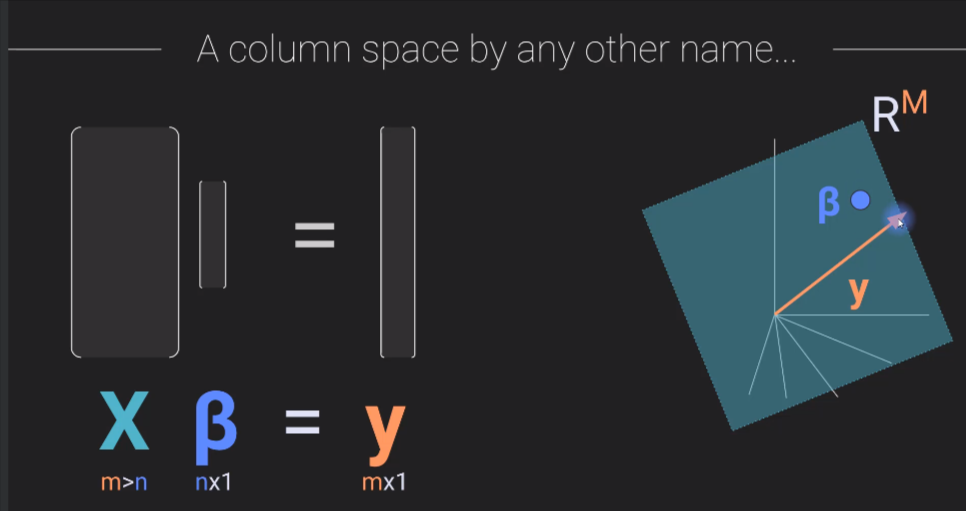 A column space by any other name...
R^M
β
y
=
X β = y
m>n nx1 mx1